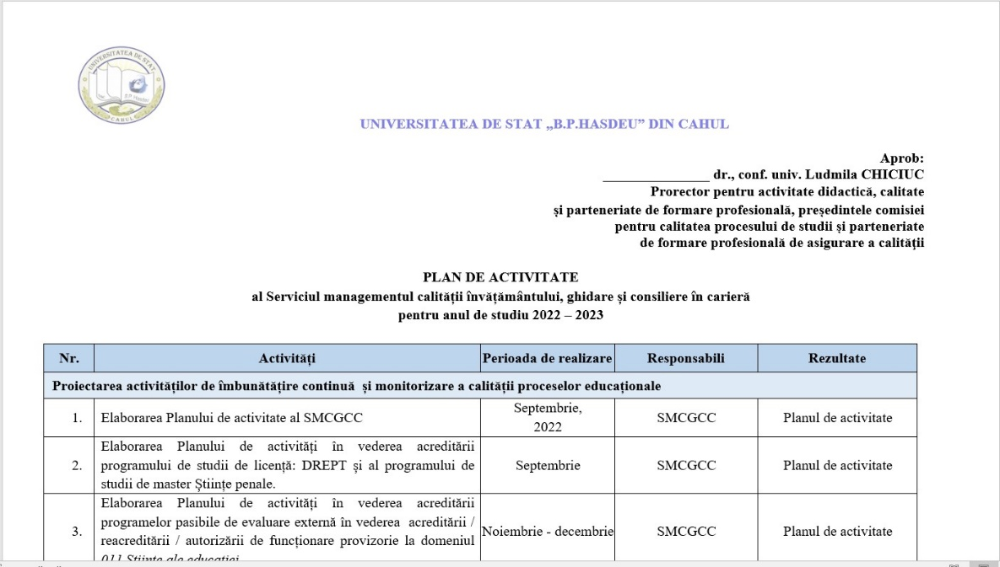 UNIVERSITATEA DE STAT
B.P. Hasdeu
CAHUL
UNIVERSITATEA DE STAT „B.P.HASDEU” DIN CAHUL
Aprob:
_______________ dr., conf. univ. Ludmila CHICIUC
Prorector pentru activitate didactică, calitate
și parteneriate de formare profesională, președintele comisiei
pentru calitatea procesului de studii și parteneriate
de formare profesională de asigurare a calităţii
PLAN DE ACTIVITATE
al Serviciul managementul calității învățământului, ghidare și consiliere în carieră
pentru anul de studiu 2022 – 2023
Nr. Activități Perioada de realizare Responsabili Rezultate
Proiectarea activităților de îmbunătățire continuă și monitorizare a calității proceselor educaționale
1. Elaborarea Planului de activitate al SMCGCC Septembrie, SMCGCC Planul de activitate
2022
Elaborarea Planului de activități în vederea acreditării
2. programului de studii de licență: DREPT și al programului de Septembrie SMCGCC Planul de activitate
studii de master Științe penale.
Elaborarea Planului de activități în vederea acreditării
programelor pasibile de evaluare externă în vederea acreditării /
3. reacreditării / autorizării de funcționare provizorie la domeniul Noiembrie - decembrie SMCGCC Planul de activitate
011 Științe ale educației